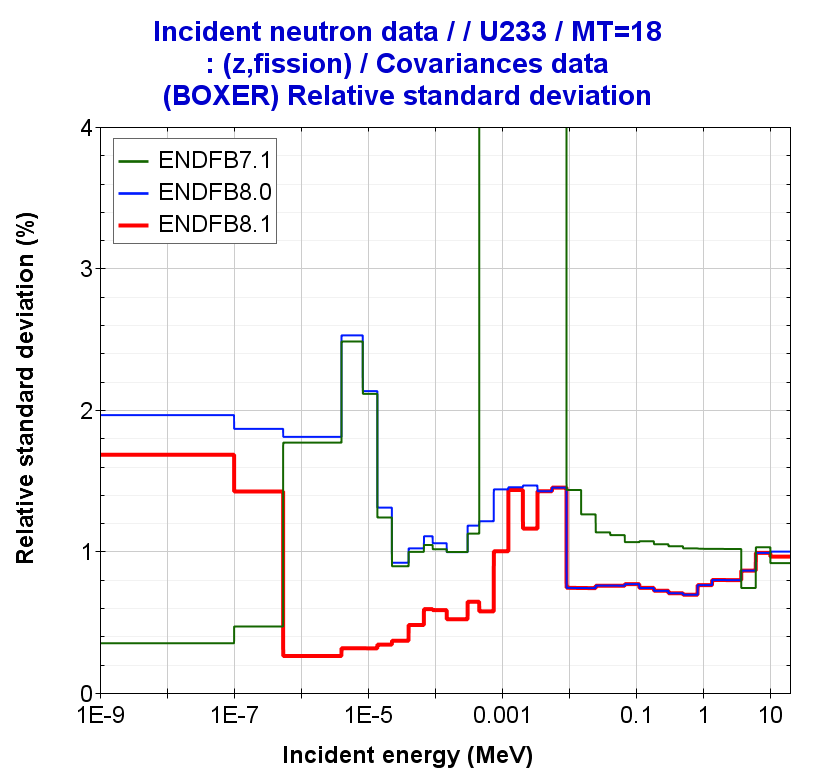 Incident neutron data / / U233 / MT=18
: (z,fission) / Covariances data
(BOXER) Relative standard deviation
ENDFB7.1
ENDFB8.0
ENDFB8.1
Relative standard deviation (%)
4
3
2
1
0
1E-9 1E-7 1E-5 0.001 0.1 1 10
Incident energy (MeV)